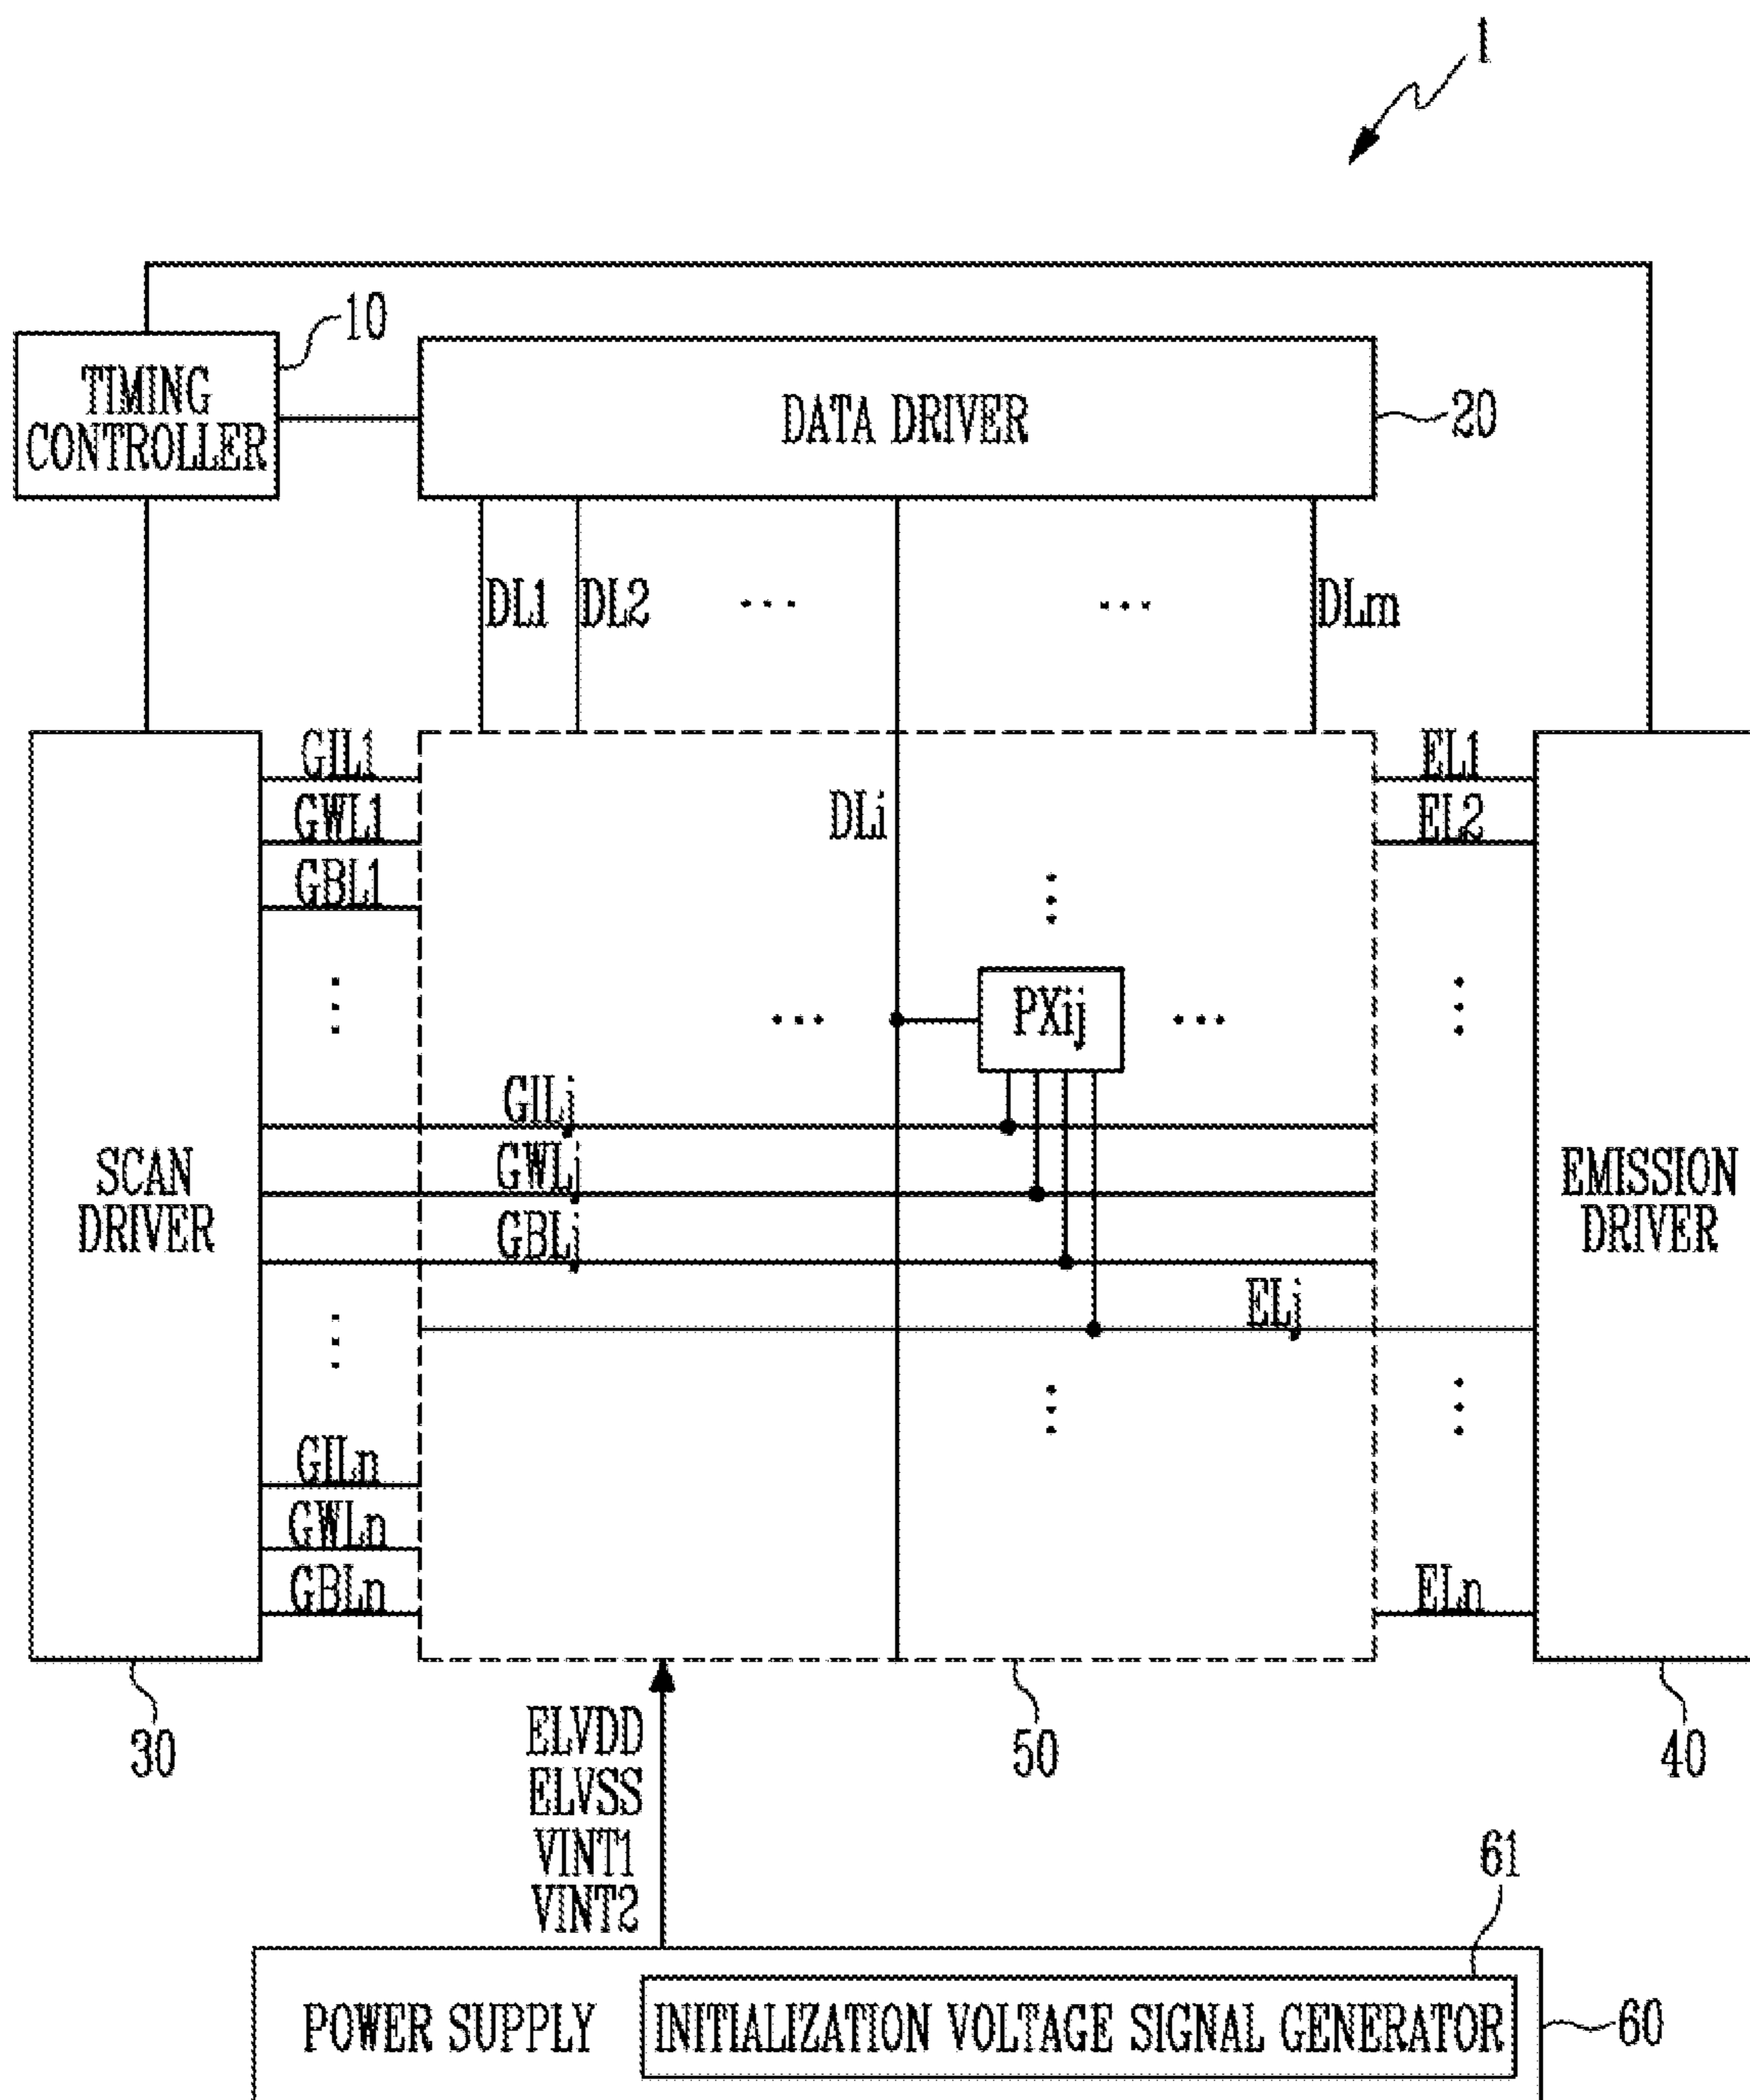 1
10
TIMING
CONTROLLER
DATA DRIVER
20
DL1
DL2
...
...
DLm
GIL1
GWL1
GBL1
DLi
EL1
EL2
... PXij ...
GILj
GWLj
GBLj
ELj
SCAN
DRIVER
EMISSION
DRIVER
GILn
GWLn
GBLn
ELn
30
50
40
ELVDD
ELVSS
VINT1
VINT2
61
POWER SUPPLY
INITIALIZATION VOLTAGE SIGNAL GENERATOR
60